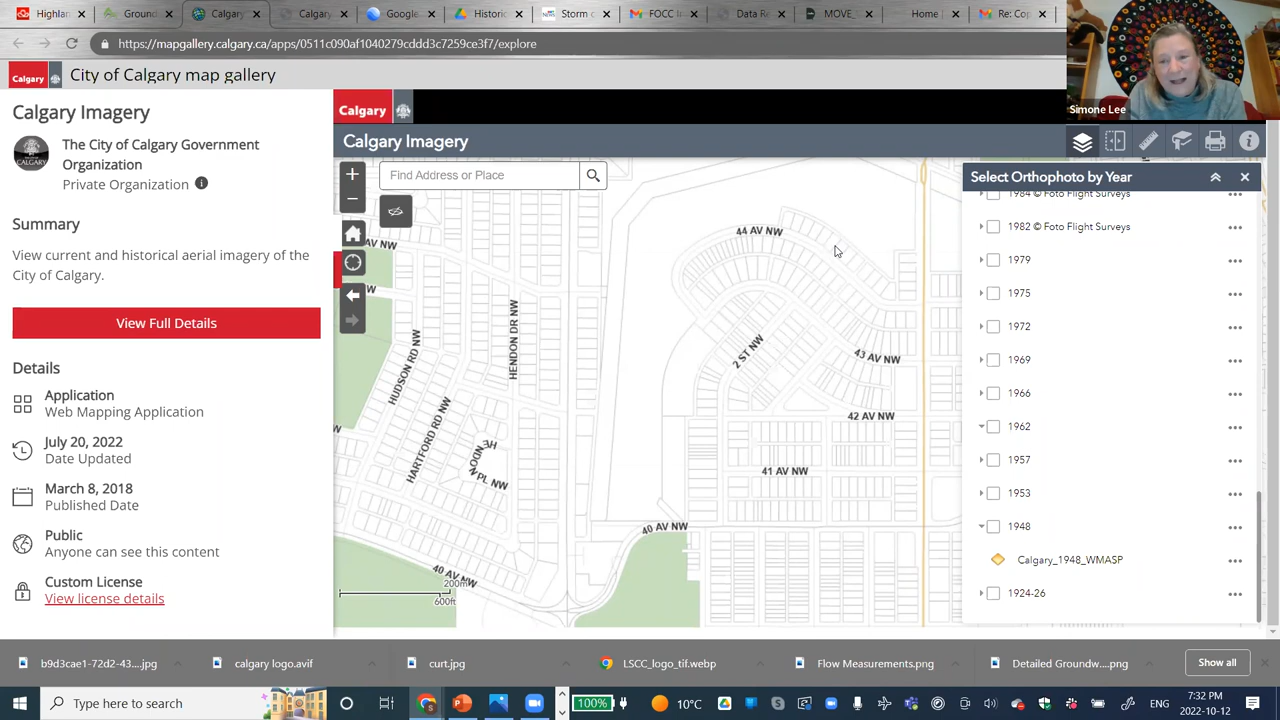 Highlan
Inbound
Calgary
Google.
Historic
Storm d
FOCC Hi
Data Re
MOVE_
Home
Re: Cop
https://mapgallery.calgary.ca/apps/0511c090af1040279cddd3c7259ce3f7/explore
Simone Lee
Calgary City of Calgary map gallery
Calgary Imagery
The City of Calgary Government
Organization
Private Organization
Summary
View current and historical aerial imagery of the
City of Calgary.
View Full Details
Details
Application
Web Mapping Application
July 20, 2022
Date Updated
March 8, 2018
Published Date
Public
Anyone can see this content
Custom License
View license details
Calgary
Calgary Imagery
Find Address or Place
44 AV NW
AV NW
HENDON DR NW
HUDSON RD NW
2 ST NW
43 AV NW
HARTFORD RD NW
42 AV NW
41 AV NW
N PL NW
40 AV NW
40 AV NW
200m
600ft
Select Orthophoto by Year
1984 © Foto Flight Surveys
1982 © Foto Flight Surveys
1979
1975
1972
1969
1966
1962
1957
1953
1948
Calgary_1948_WMASP
1924-26
b9d3cae1-72d2-43....jpg
calgary logo.avif
curt.jpg
LSCC_logo_tif.webp
Flow Measurements.png
Detailed Groundw....png
Show all
Type here to search
100%
10°C
ENG
7:32 PM
2022-10-12